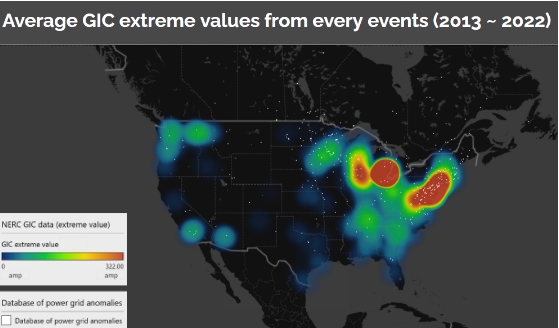 Average GIC extreme values from every events (2013 ~ 2022)
NERC GIC data (extreme value)
GIC extreme value
0 322.00
amp amp
Database of power grid anomalies
Database of power grid anomalies